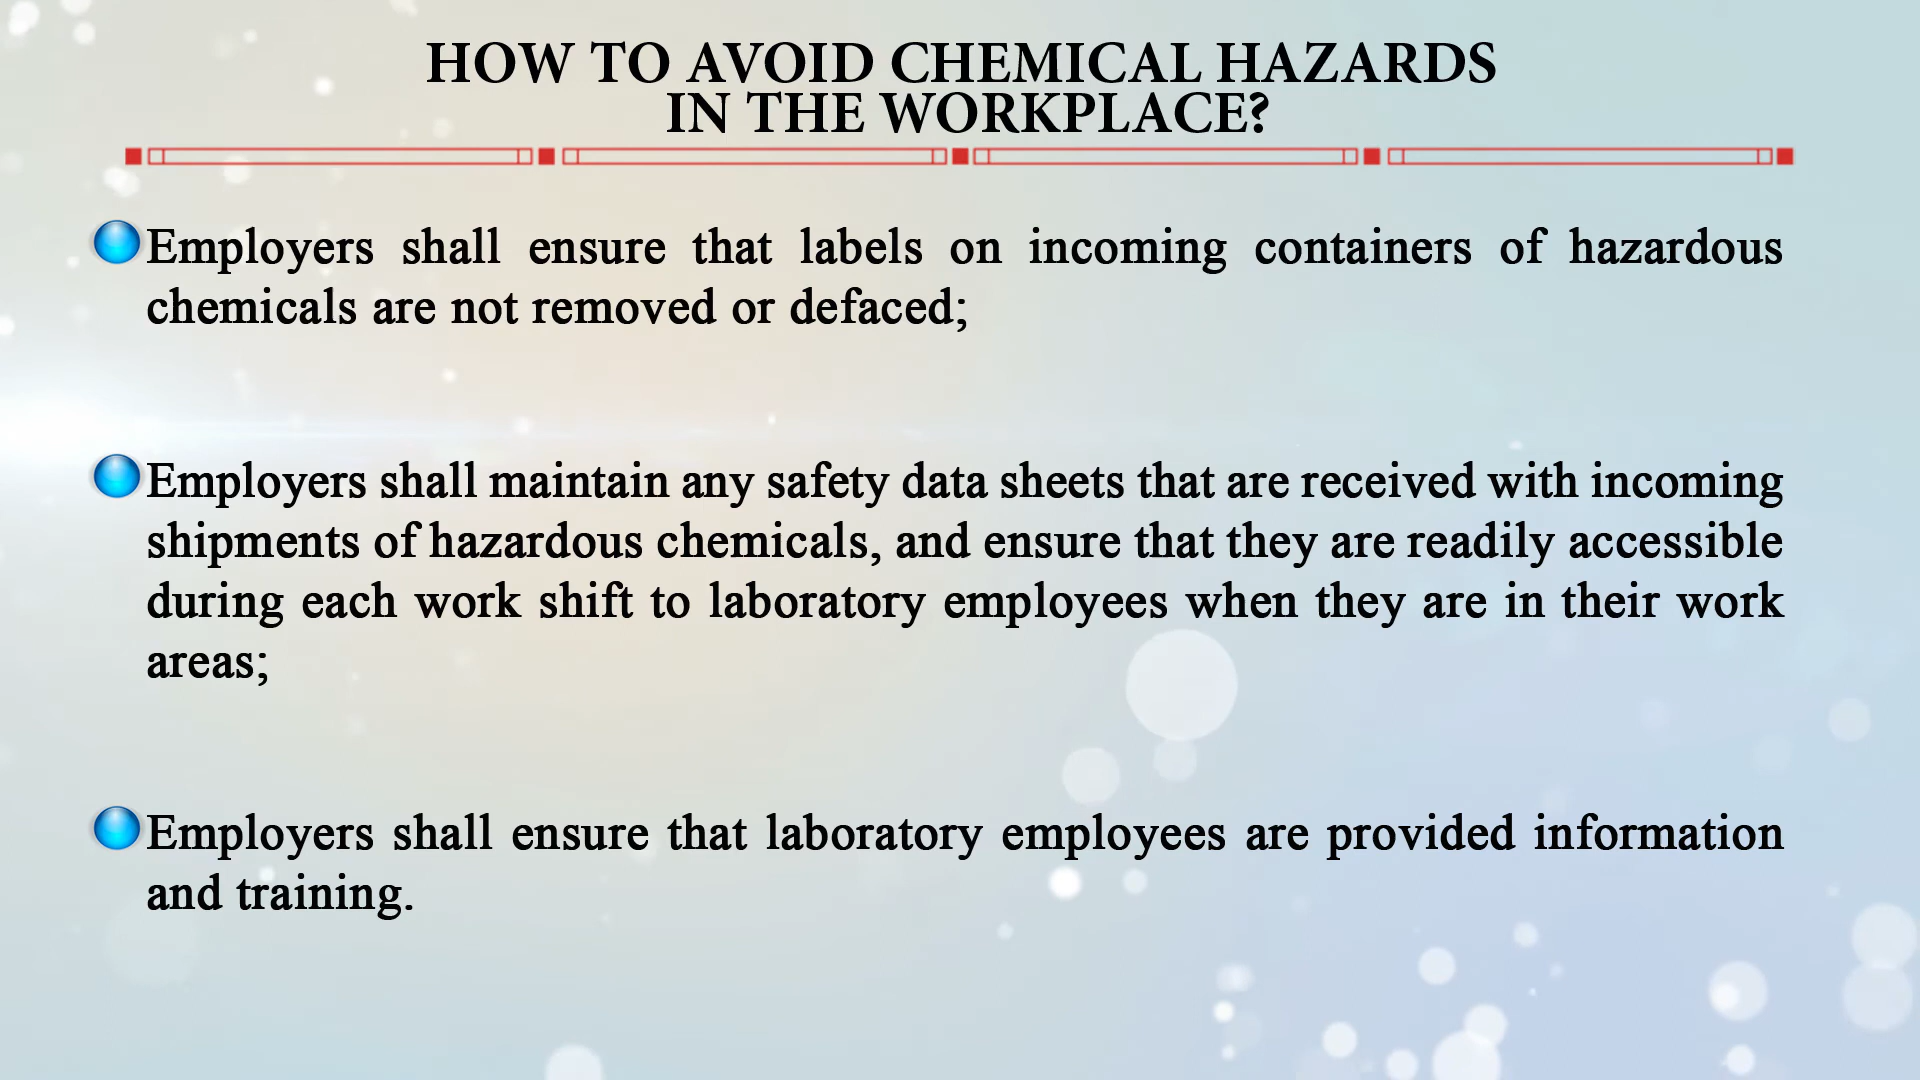 HOW TO AVOID CHEMICAL HAZARDS
IN THE WORKPLACE?
Employers shall ensure that labels on incoming containers of hazardous
chemicals are not removed or defaced;
Employers shall maintain any safety data sheets that are received with incoming
shipments of hazardous chemicals, and ensure that they are readily accessible
during each work shift to laboratory employees when they are in their work
areas;
Employers shall ensure that laboratory employees are provided information
and training.